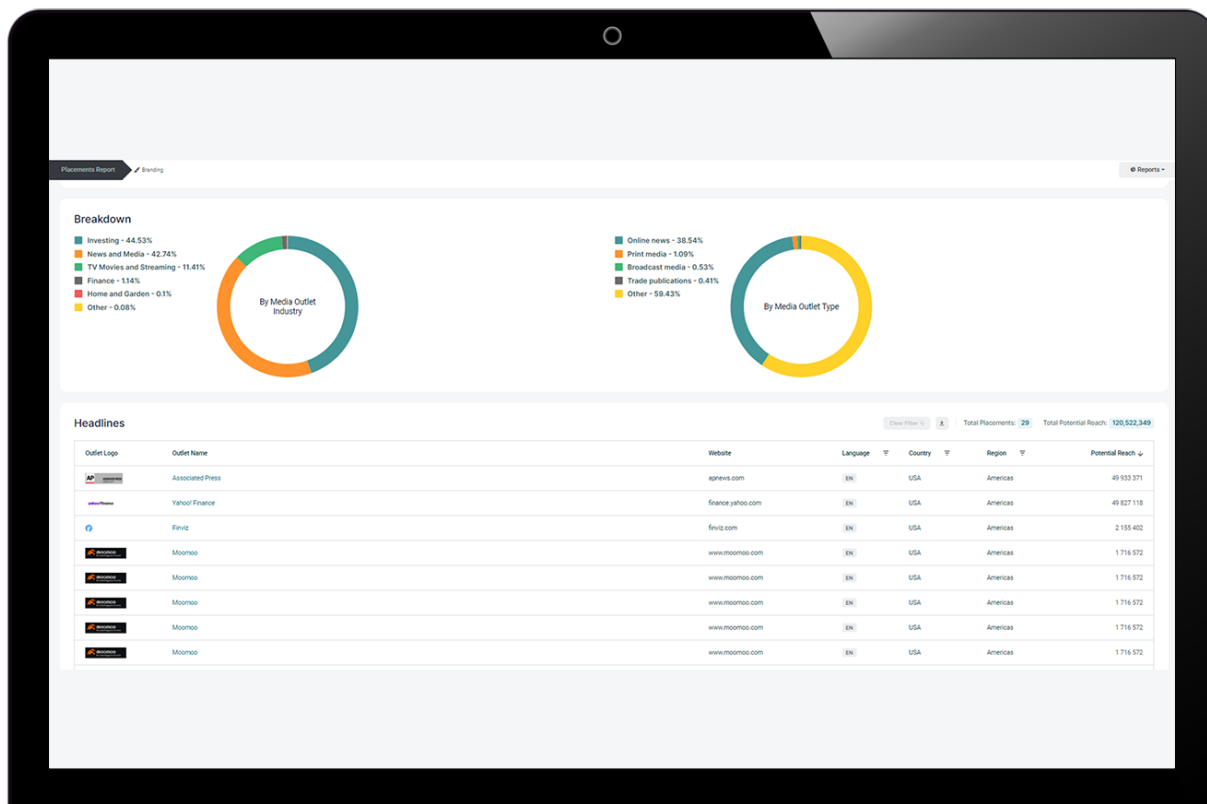 Placements Report
Branding
Reports
Breakdown
Investing - 44.53%
News and Media - 42.74%
TV Movies and Streaming - 11.41%
Finance - 1.14%
Home and Garden - 0.1%
Other - 0.08%
By Media Outlet
Industry
Online news - 38.54%
Print media - 1.09%
Broadcast media - 0.53%
Trade publications - 0.41%
Other - 59.43%
By Media Outlet Type
Headlines
Clear Filter
Total Placements: 29 Total Potential Reach: 120,522,349
Outlet Logo Outlet Name Website Language Country Region Potential Reach ↓
AP Associated Press apnews.com EN USA Americas 49 933 371
yahoo!finance Yahoo! Finance finance.yahoo.com EN USA Americas 49 827 118
Finviz finviz.com EN USA Americas 2 155 402
moomoo Moomoo www.moomoo.com EN USA Americas 1 716 572
moomoo Moomoo www.moomoo.com EN USA Americas 1 716 572
moomoo Moomoo www.moomoo.com EN USA Americas 1 716 572
moomoo Moomoo www.moomoo.com EN USA Americas 1 716 572
moomoo Moomoo www.moomoo.com EN USA Americas 1 716 572